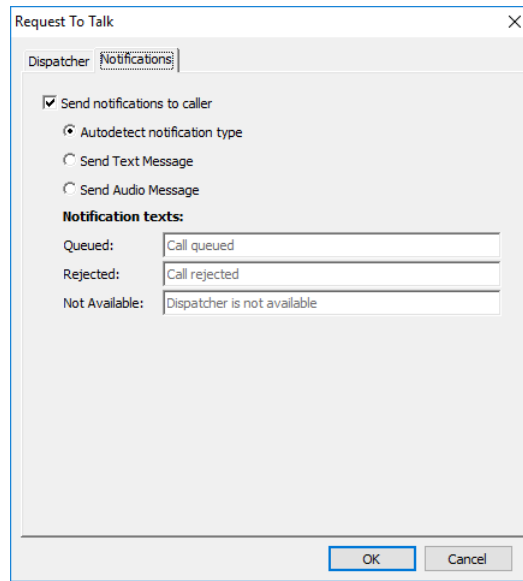 Request To Talk
Dispatcher Notifications
Send notifications to caller
Autodetect notification type
Send Text Message
Send Audio Message
Notification texts:
Queued: Call queued
Rejected: Call rejected
Not Available: Dispatcher is not available
OK Cancel